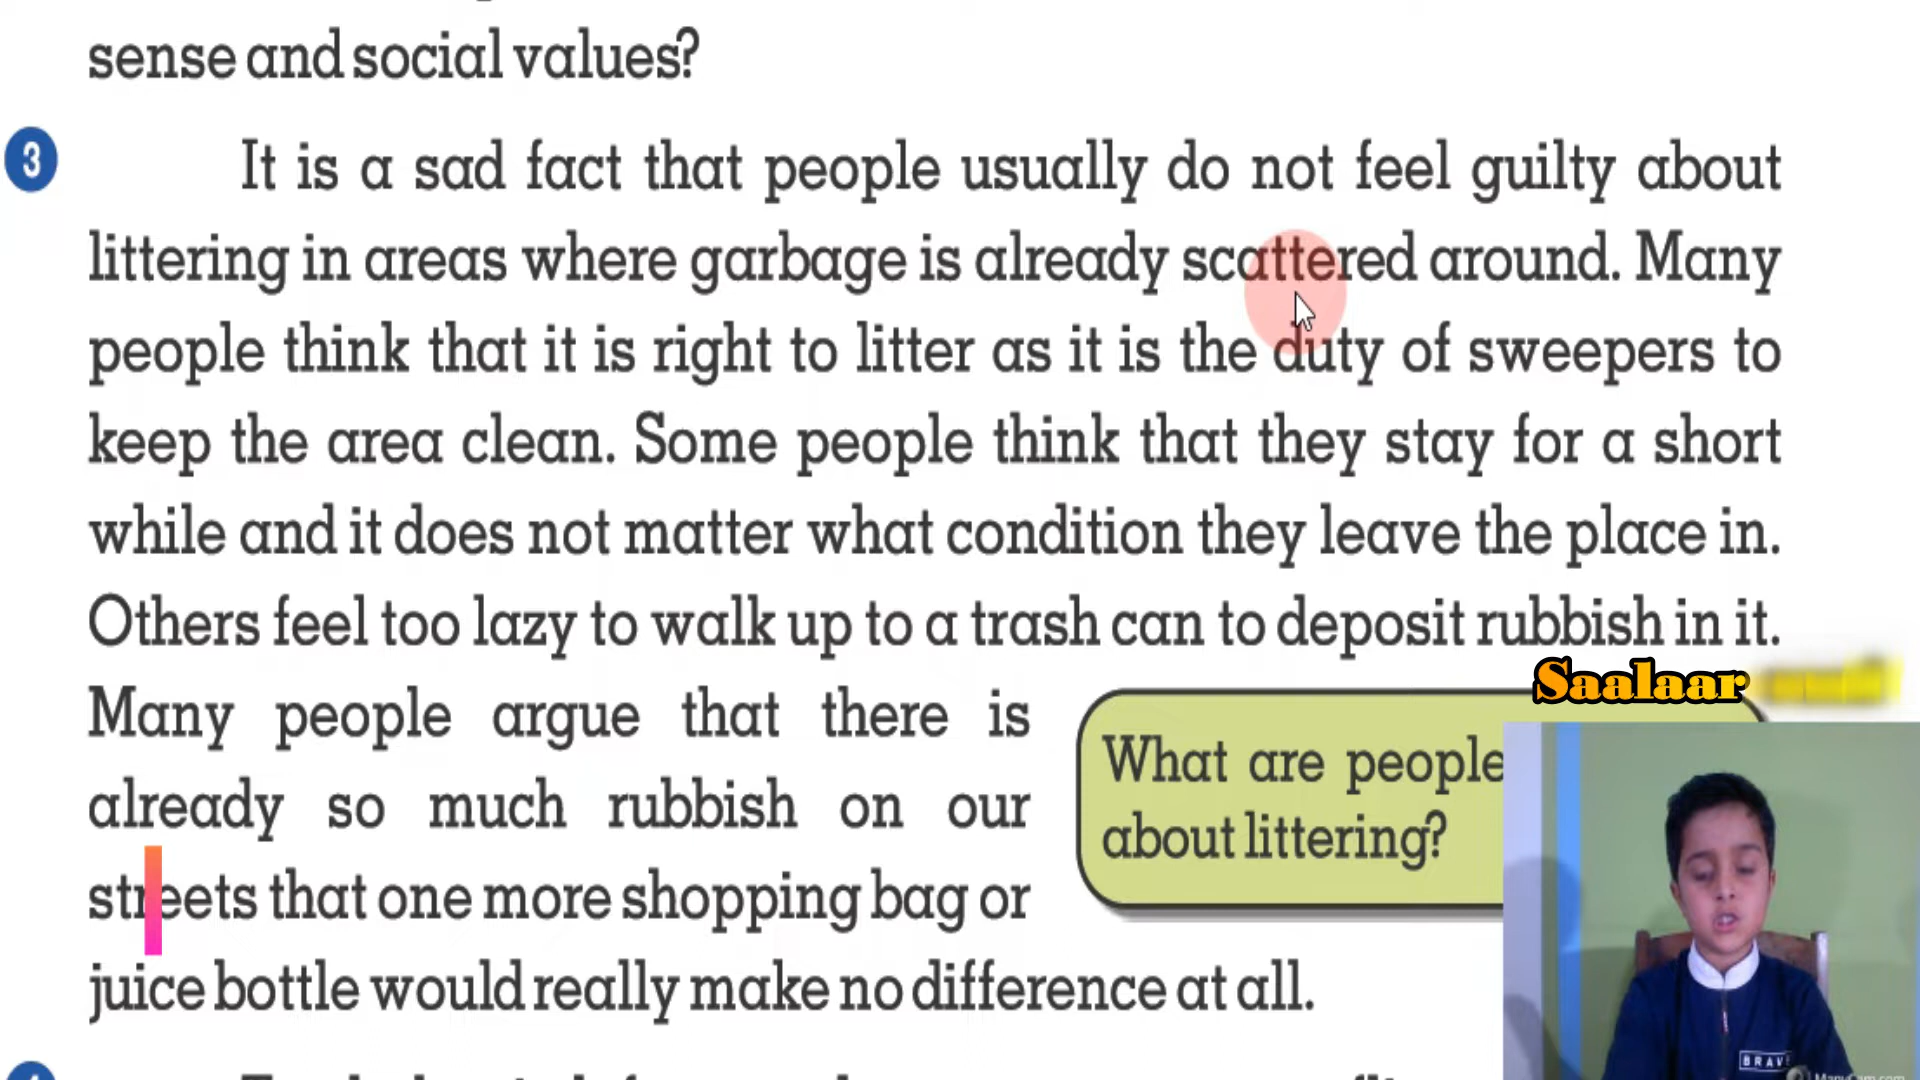 sense and social values?
3
It is a sad fact that people usually do not feel guilty about
littering in areas where garbage is already scattered around. Many
people think that it is right to litter as it is the duty of sweepers to
keep the area clean. Some people think that they stay for a short
while and it does not matter what condition they leave the place in.
Others feel too lazy to walk up to a trash can to deposit rubbish in it.
Many people argue that there is
already so much rubbish on our
streets that one more shopping bag or
juice bottle would really make no difference at all.
What are people
about littering?
Saalaar
BRAVE
ManyCam.com